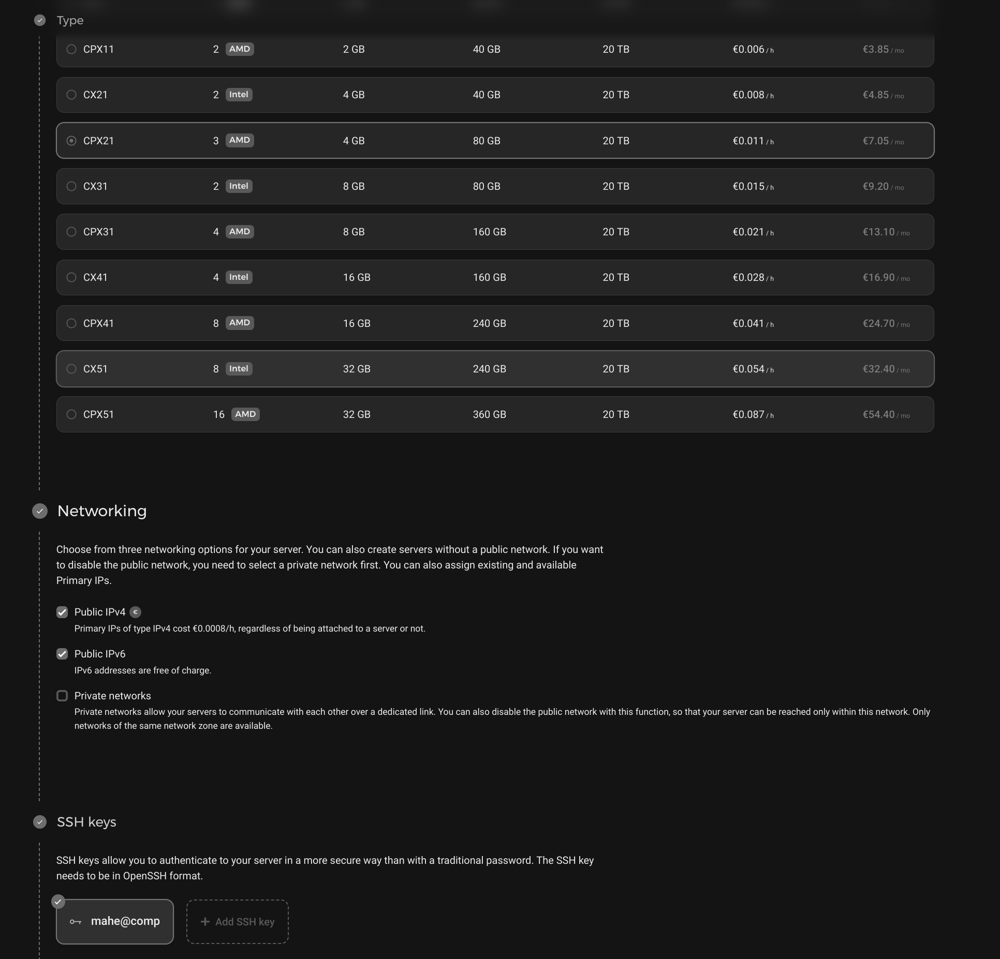 Type
CPX11 2 AMD 2 GB 40 GB 20 TB €0.006 / h €3.85 / mo
CX21 2 Intel 4 GB 40 GB 20 TB €0.008 / h €4.85 / mo
CPX21 3 AMD 4 GB 80 GB 20 TB €0.011 / h €7.05 / mo
CX31 2 Intel 8 GB 80 GB 20 TB €0.015 / h €9.20 / mo
CPX31 4 AMD 8 GB 160 GB 20 TB €0.021 / h €13.10 / mo
CX41 4 Intel 16 GB 160 GB 20 TB €0.028 / h €16.90 / mo
CPX41 8 AMD 16 GB 240 GB 20 TB €0.041 / h €24.70 / mo
CX51 8 Intel 32 GB 240 GB 20 TB €0.054 / h €32.40 / mo
CPX51 16 AMD 32 GB 360 GB 20 TB €0.087 / h €54.40 / mo
Networking
Choose from three networking options for your server. You can also create servers without a public network. If you want
to disable the public network, you need to select a private network first. You can also assign existing and available
Primary IPs.
Public IPv4 €
Primary IPs of type IPv4 cost €0.0008/h, regardless of being attached to a server or not.
Public IPv6
IPv6 addresses are free of charge.
Private networks
Private networks allow your servers to communicate with each other over a dedicated link. You can also disable the public network with this function, so that your server can be reached only within this network. Only
networks of the same network zone are available.
SSH keys
SSH keys allow you to authenticate to your server in a more secure way than with a traditional password. The SSH key
needs to be in OpenSSH format.
mahe@comp + Add SSH key